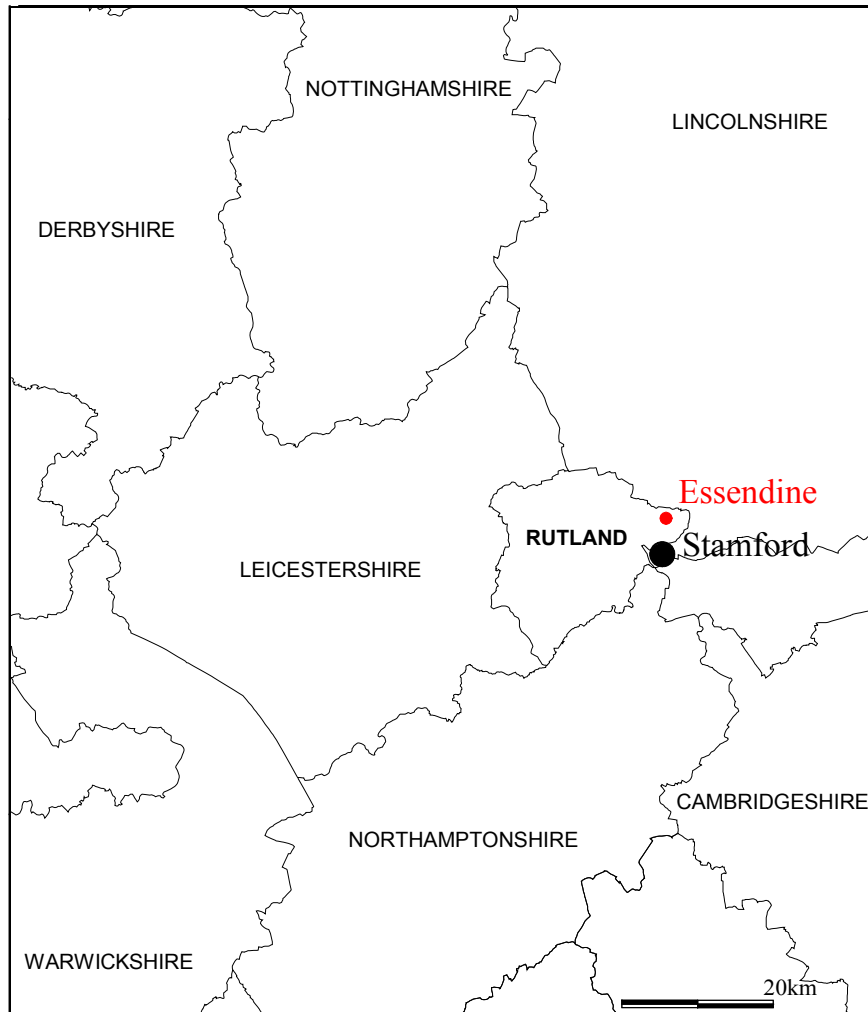 NOTTINGHAMSHIRE
LINCOLNSHIRE
DERBYSHIRE
Essendine
RUTLAND
Stamford
LEICESTERSHIRE
CAMBRIDGESHIRE
NORTHAMPTONSHIRE
WARWICKSHIRE
20km